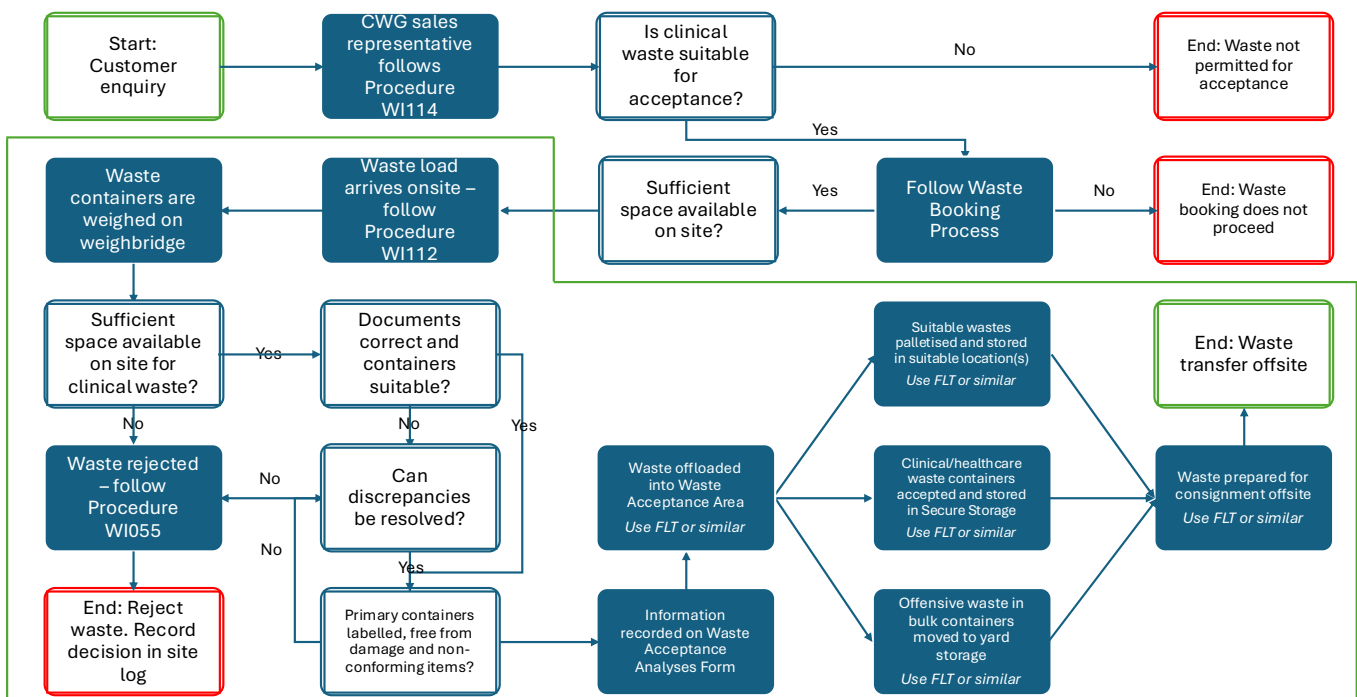 Start:
Customer
enquiry
CWG sales
representative
follows
Procedure
WI114
Is clinical
waste suitable
for
acceptance?
No
End: Waste not
permitted for
acceptance
Yes
Follow Waste
Booking
Process
No
End: Waste
booking does not
proceed
Yes
Sufficient
space available
on site?
Waste load
arrives onsite –
follow
Procedure
WI112
Waste
containers are
weighed on
weighbridge
Sufficient
space available
on site for
clinical waste?
Yes
No
Documents
correct and
containers
suitable?
No
Yes
Waste rejected
– follow
Procedure
WI055
No
Can
discrepancies
be resolved?
No
Yes
End: Reject
waste. Record
decision in site
log
Primary containers
labelled, free from
damage and non-
conforming items?
Information
recorded on Waste
Acceptance
Analyses Form
Waste offloaded
into Waste
Acceptance Area
Use FLT or similar
Suitable wastes
palletised and stored
in suitable location(s)
Use FLT or similar
Clinical/healthcare
waste containers
accepted and stored
in Secure Storage
Use FLT or similar
Offensive waste in
bulk containers
moved to yard
storage
Use FLT or similar
Waste prepared for
consignment offsite
Use FLT or similar
End: Waste
transfer offsite